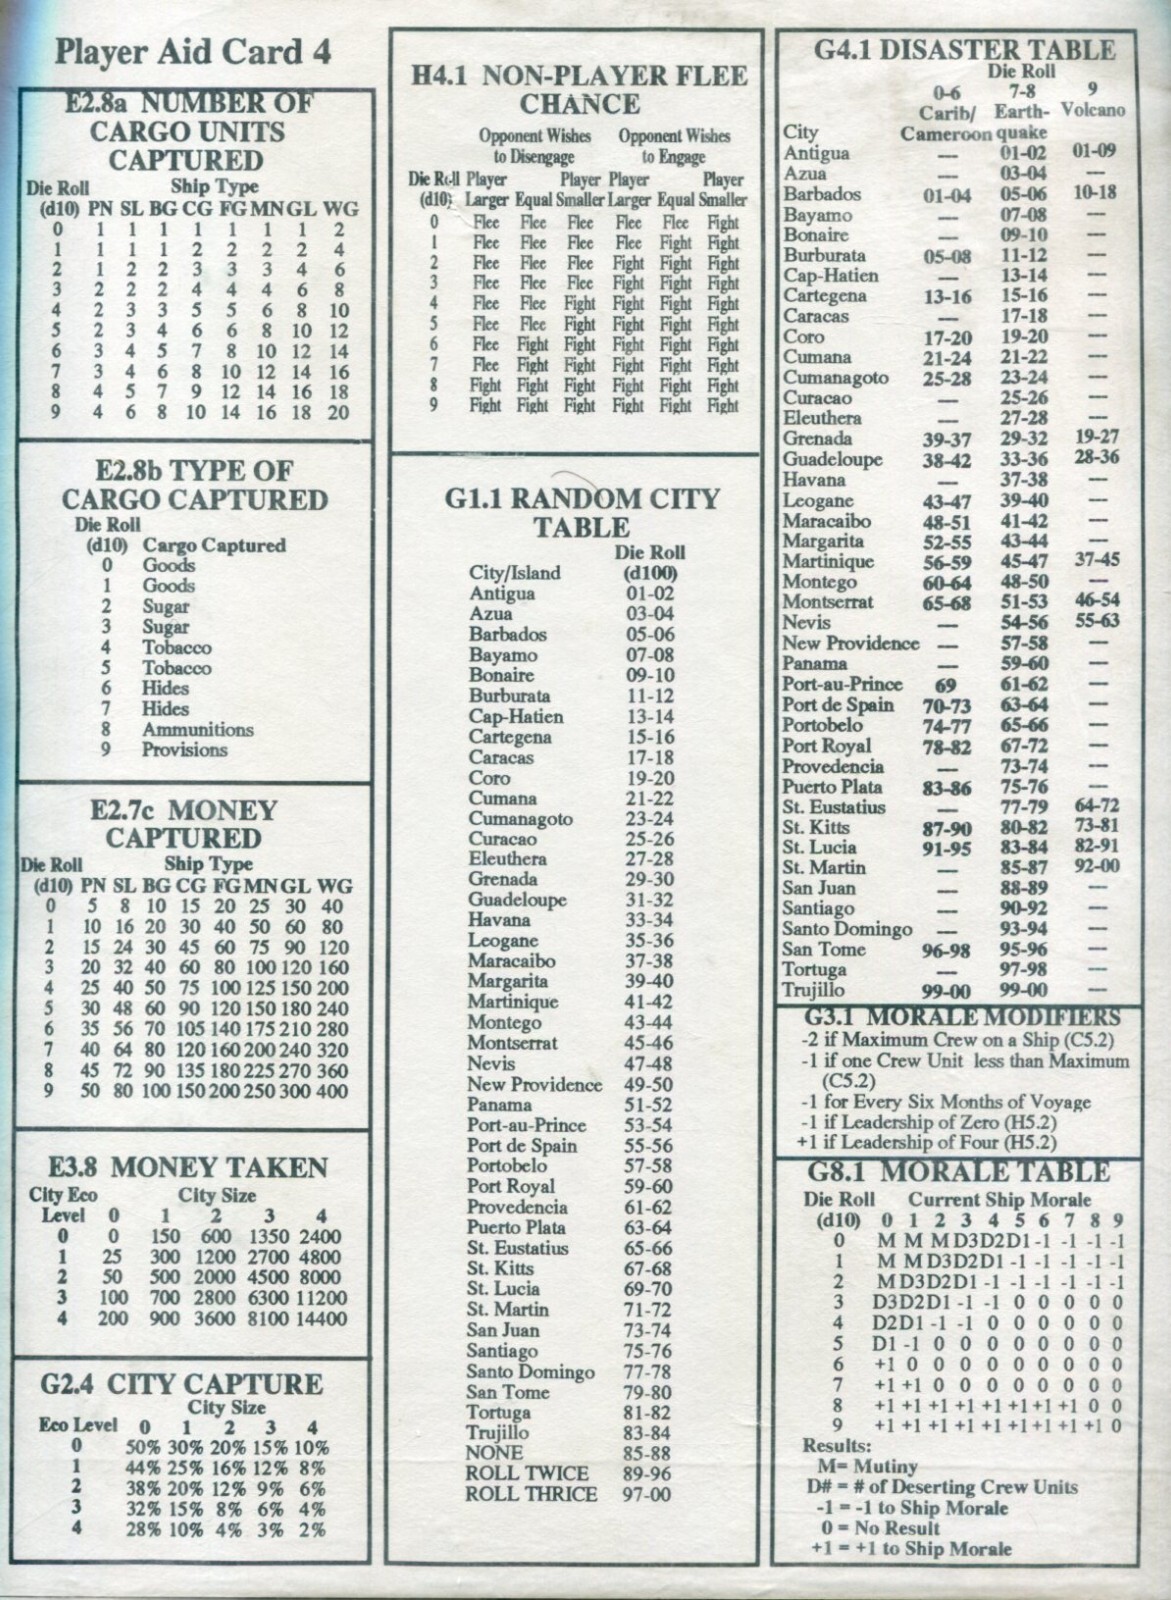 Player Aid Card 4
E2.8a NUMBER OF
CARGO UNITS
CAPTURED
Die Roll Ship Type
(d10) PN SL BG CG FG MN GL WG
0 1 1 1 1 1 1 1 2
1 1 1 1 2 2 2 2 4
2 1 2 2 3 3 3 4 6
3 2 2 2 4 4 4 6 8
4 2 3 3 5 5 6 8 10
5 2 3 4 6 6 8 10 12
6 3 4 5 7 8 10 12 14
7 3 4 6 8 10 12 14 16
8 4 5 7 9 12 14 16 18
9 4 6 8 10 14 16 18 20
E2.8b TYPE OF
CARGO CAPTURED
Die Roll
(d10) Cargo Captured
0 Goods
1 Goods
2 Sugar
3 Sugar
4 Tobacco
5 Tobacco
6 Hides
7 Hides
8 Ammunitions
9 Provisions
E2.7c MONEY
CAPTURED
Die Roll Ship Type
(d10) PN SL BG CG FG MN GL WG
0 5 8 10 15 20 25 30 40
1 10 16 20 30 40 50 60 80
2 15 24 30 45 60 75 90 120
3 20 32 40 60 80 100 120 160
4 25 40 50 75 100 125 150 200
5 30 48 60 90 120 150 180 240
6 35 56 70 105 140 175 210 280
7 40 64 80 120 160 200 240 320
8 45 72 90 135 180 225 270 360
9 50 80 100 150 200 250 300 400
E3.8 MONEY TAKEN
City Eco City Size
Level 0 1 2 3 4
0 0 150 600 1350 2400
1 25 300 1200 2700 4800
2 50 500 2000 4500 8000
3 100 700 2800 6300 11200
4 200 900 3600 8100 14400
G2.4 CITY CAPTURE
City Size
Eco Level 0 1 2 3 4
0 50% 30% 20% 15% 10%
1 44% 25% 16% 12% 8%
2 38% 20% 12% 9% 6%
3 32% 15% 8% 6% 4%
4 28% 10% 4% 3% 2%
H4.1 NON-PLAYER FLEE
CHANCE
Opponent Wishes Opponent Wishes
to Disengage to Engage
Die Roll Player Player Player Player
(d10) Larger Equal Smaller Larger Equal Smaller
0 Flee Flee Flee Flee Flee Fight
1 Flee Flee Flee Flee Fight Fight
2 Flee Flee Flee Fight Fight Fight
3 Flee Flee Flee Fight Fight Fight
4 Flee Flee Fight Fight Fight Fight
5 Flee Flee Fight Fight Fight Fight
6 Flee Fight Fight Fight Fight Fight
7 Flee Fight Fight Fight Fight Fight
8 Fight Fight Fight Fight Fight Fight
9 Fight Fight Fight Fight Fight Fight
G1.1 RANDOM CITY
TABLE
Die Roll
City/Island (d100)
Antigua 01-02
Azua 03-04
Barbados 05-06
Bayamo 07-08
Bonaire 09-10
Burburata 11-12
Cap-Hatien 13-14
Cartegena 15-16
Caracas 17-18
Coro 19-20
Cumana 21-22
Cumanagoto 23-24
Curacao 25-26
Eleuthera 27-28
Grenada 29-30
Guadeloupe 31-32
Havana 33-34
Leogane 35-36
Maracaibo 37-38
Margarita 39-40
Martinique 41-42
Montego 43-44
Montserrat 45-46
Nevis 47-48
New Providence 49-50
Panama 51-52
Port-au-Prince 53-54
Port de Spain 55-56
Portobelo 57-58
Port Royal 59-60
Provedencia 61-62
Puerto Plata 63-64
St. Eustatius 65-66
St. Kitts 67-68
St. Lucia 69-70
St. Martin 71-72
San Juan 73-74
Santiago 75-76
Santo Domingo 77-78
San Tome 79-80
Tortuga 81-82
Trujillo 83-84
NONE 85-88
ROLL TWICE 89-96
ROLL THRICE 97-00
G4.1 DISASTER TABLE
Die Roll
0-6 7-8 9
Carib/ Earth- Volcano
City Cameroon quake
Antigua — 01-02 01-09
Azua — 03-04 —
Barbados 01-04 05-06 10-18
Bayamo — 07-08 —
Bonaire — 09-10 —
Burburata 05-08 11-12 —
Cap-Hatien — 13-14 —
Cartegena 13-16 15-16 —
Caracas — 17-18 —
Coro 17-20 19-20 —
Cumana 21-24 21-22 —
Cumanagoto 25-28 23-24 —
Curacao — 25-26 —
Eleuthera — 27-28 —
Grenada 39-37 29-32 19-27
Guadeloupe 38-42 33-36 28-36
Havana — 37-38 —
Leogane 43-47 39-40 —
Maracaibo 48-51 41-42 —
Margarita 52-55 43-44 —
Martinique 56-59 45-47 37-45
Montego 60-64 48-50 —
Montserrat 65-68 51-53 46-54
Nevis — 54-56 55-63
New Providence — 57-58 —
Panama — 59-60 —
Port-au-Prince 69 61-62 —
Port de Spain 70-73 63-64 —
Portobelo 74-77 65-66 —
Port Royal 78-82 67-72 —
Provedencia — 73-74 —
Puerto Plata 83-86 75-76 —
St. Eustatius — 77-79 64-72
St. Kitts 87-90 80-82 73-81
St. Lucia 91-95 83-84 82-91
St. Martin — 85-87 92-00
San Juan — 88-89 —
Santiago — 90-92 —
Santo Domingo — 93-94 —
San Tome 96-98 95-96 —
Tortuga — 97-98 —
Trujillo 99-00 99-00 —
G3.1 MORALE MODIFIERS
-2 if Maximum Crew on a Ship (C5.2)
-1 if one Crew Unit less than Maximum
(C5.2)
-1 for Every Six Months of Voyage
-1 if Leadership of Zero (H5.2)
+1 if Leadership of Four (H5.2)
G8.1 MORALE TABLE
Die Roll Current Ship Morale
(d10) 0 1 2 3 4 5 6 7 8 9
0 M M M D3 D2 D1 -1 -1 -1 -1
1 M M D3 D2 D1 -1 -1 -1 -1 -1
2 M D3 D2 D1 -1 -1 -1 -1 -1 -1
3 D3 D2 D1 -1 -1 0 0 0 0 0
4 D2 D1 -1 -1 0 0 0 0 0 0
5 D1 -1 0 0 0 0 0 0 0 0
6 +1 0 0 0 0 0 0 0 0 0
7 +1 +1 0 0 0 0 0 0 0 0
8 +1 +1 +1 +1 +1 +1 +1 +1 0 0
9 +1 +1 +1 +1 +1 +1 +1 +1 +1 0
Results:
M= Mutiny
D# = # of Deserting Crew Units
-1 = -1 to Ship Morale
0 = No Result
+1 = +1 to Ship Morale